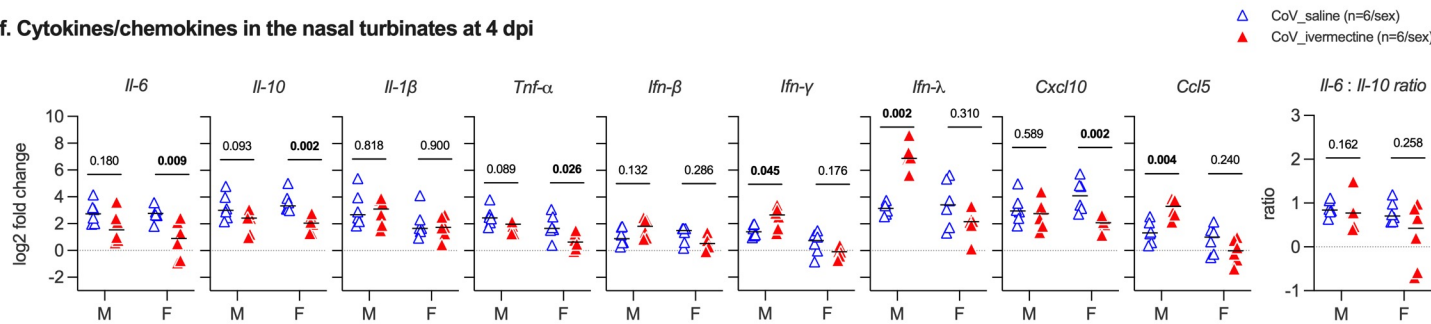 f. Cytokines/chemokines in the nasal turbinates at 4 dpi
CoV_saline (n=6/sex)
CoV_ivermectine (n=6/sex)
Il-6
Il-10
Il-1β
Tnf-α
Ifn-β
Ifn-γ
Ifn-λ
Cxcl10
Ccl5
Il-6 : Il-10 ratio
log2 fold change
10
8
6
4
2
0
-2
0.180 0.009
0.093 0.002
0.818 0.900
0.089 0.026
0.132 0.286
0.045 0.176
0.002 0.310
0.589 0.002
0.004 0.240
ratio
3
2
1
0
-1
0.162 0.258
M F
M F
M F
M F
M F
M F
M F
M F
M F
M F